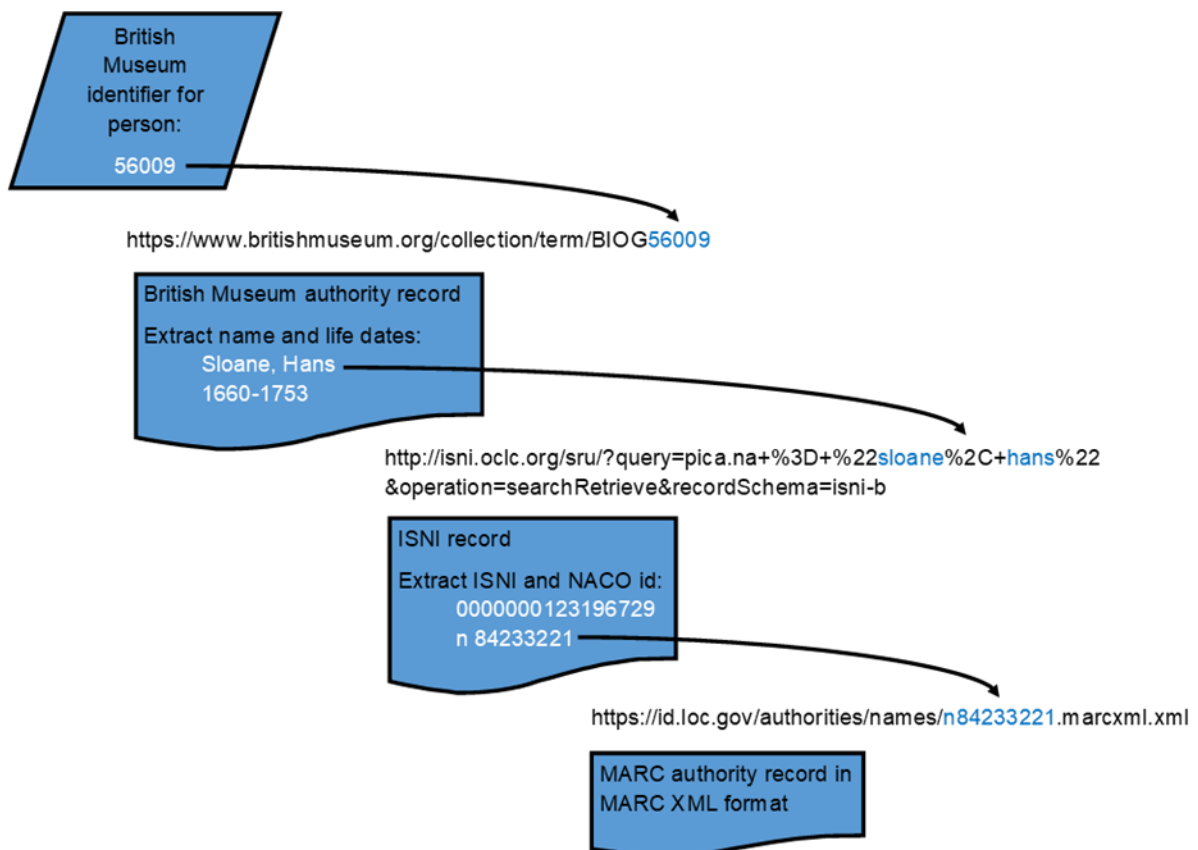 British
Museum
identifier for
person:
56009
https://www.britishmuseum.org/collection/term/BIOG56009
British Museum authority record
Extract name and life dates:
Sloane, Hans
1660-1753
http://isni.oclc.org/sru/?query=pica.na+%3D+%22sloane%2C+hans%22
&operation=searchRetrieve&recordSchema=isni-b
ISNI record
Extract ISNI and NACO id:
0000000123196729
n 84233221
https://id.loc.gov/authorities/names/n84233221.marcxml.xml
MARC authority record in
MARC XML format